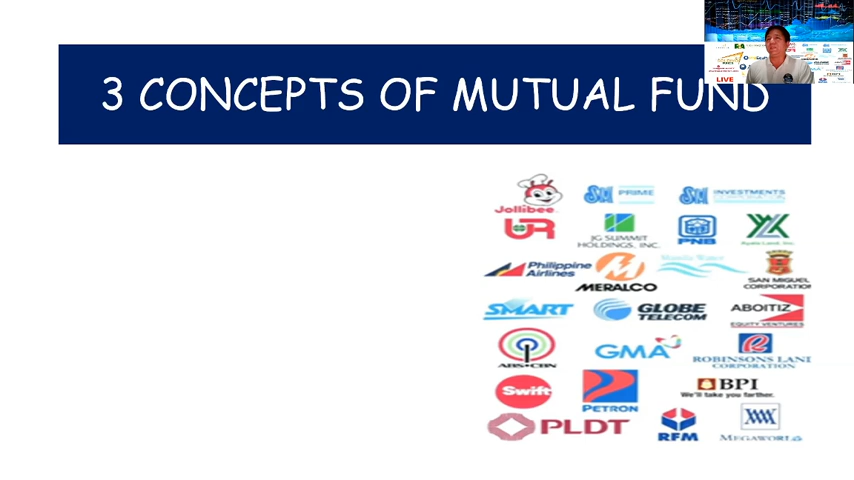 3 CONCEPTS OF MUTUAL FUND
LIVE
Jollibee
SM PRIME
SM INVESTMENTS CORPORATION
UR
JG SUMMIT
HOLDINGS, INC.
PNB
Ayala Land, Inc.
Philippine
Airlines
MERALCO
Manila Water
SAN MIGUEL
CORPORATION
SMART
GLOBE
TELECOM
ABOITIZ
EQUITY VENTURES
ABS-CBN
GMA
ROBINSONS LAND
CORPORATION
Swift
PETRON
BPI
We'll take you farther.
PLDT
RFM
MEGAWORLD